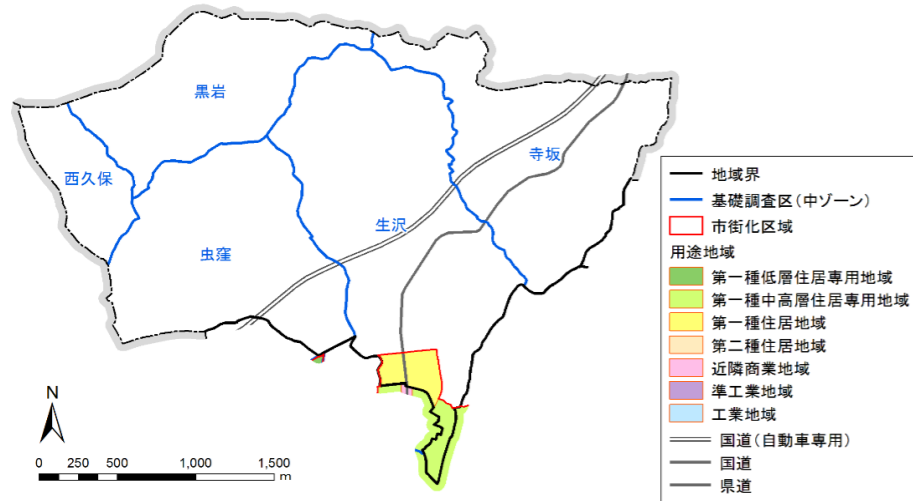 黒岩
寺坂
西久保
生沢
虫窪
N
0 250 500 1,000 1,500
m
地域界
基礎調査区(中ゾーン)
市街化区域
用途地域
第一種低層住居専用地域
第一種中高層住居専用地域
第一種住居地域
第二種住居地域
近隣商業地域
準工業地域
工業地域
国道(自動車専用)
国道
県道